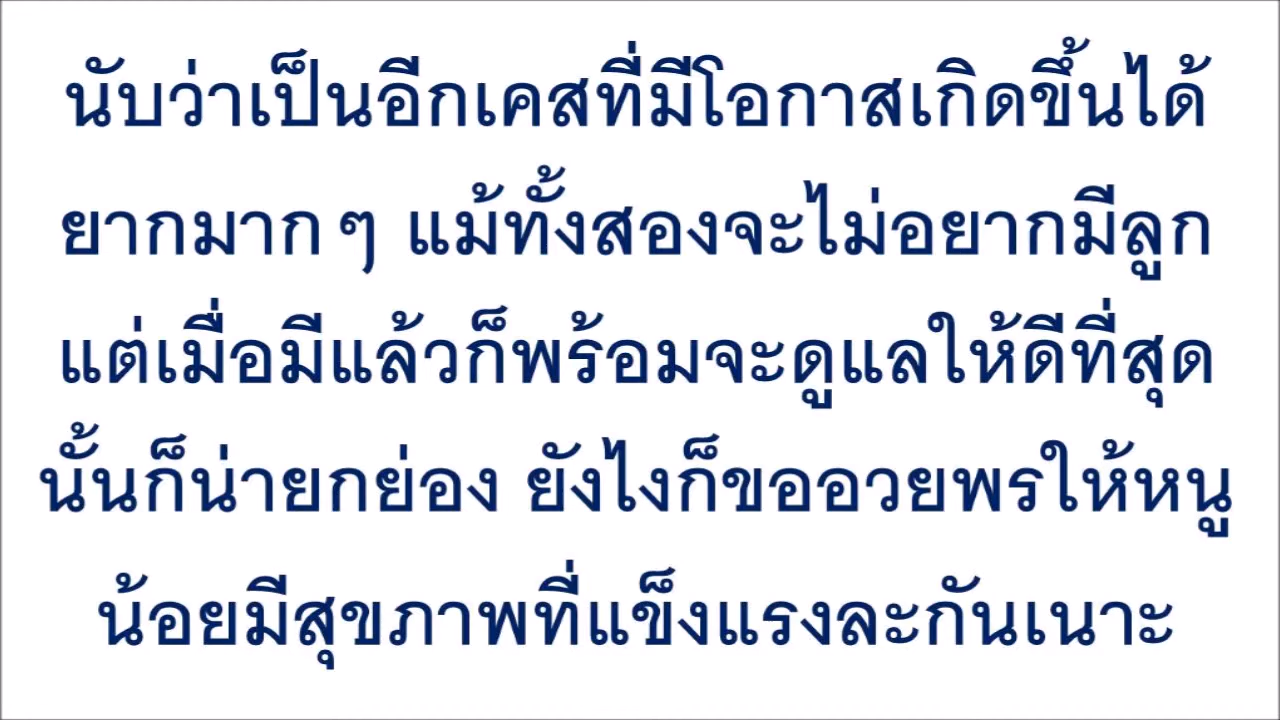 นับว่าเป็นอีกเคสที่มีโอกาสเกิดขึ้นได้
ยากมาก ๆ แม้ทั้งสองจะไม่อยากมีลูก
แต่เมื่อมีแล้วก็พร้อมจะดูแลให้ดีที่สุด
นั้นก็น่ายกย่อง ยังไงก็ขออวยพรให้หนู
น้อยมีสุขภาพที่แข็งแรงละกันเนาะ